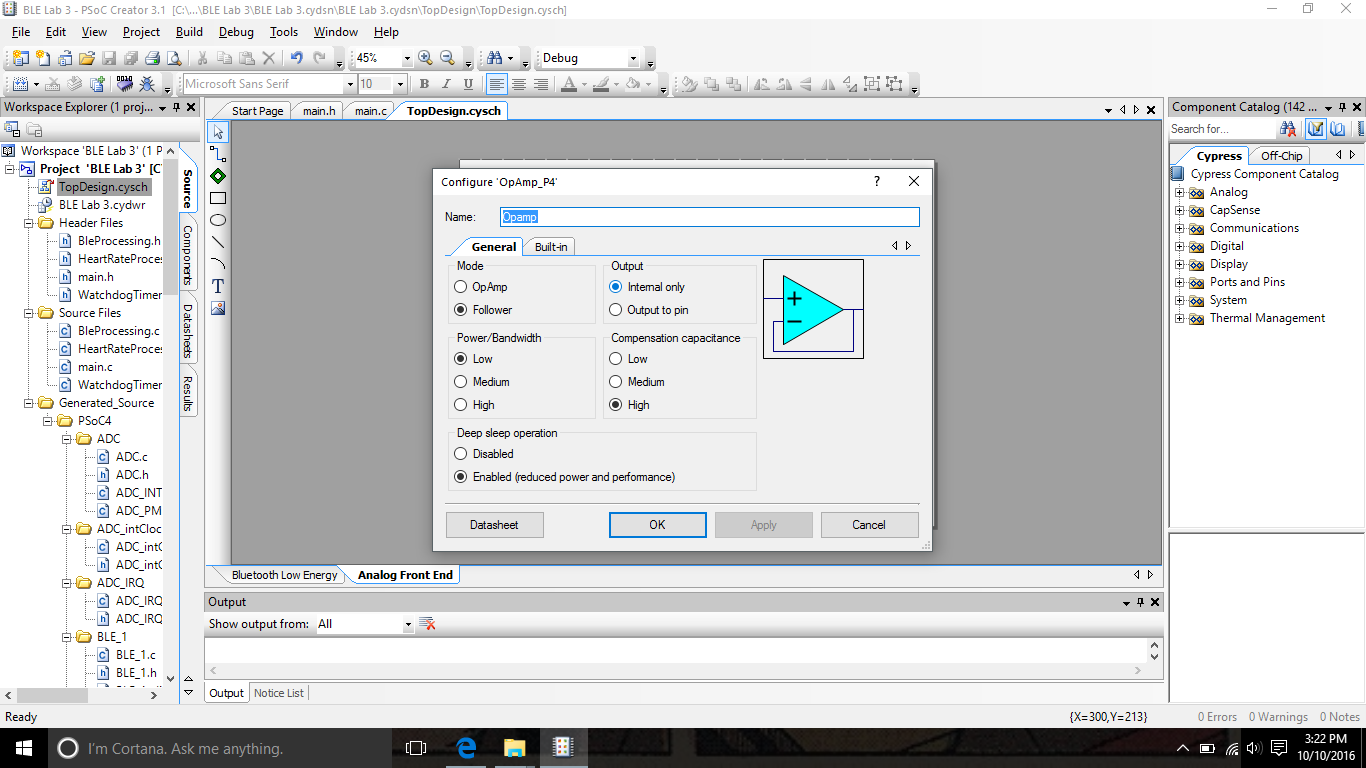 BLE Lab 3 - PSoC Creator 3.1 [C:\...\BLE Lab 3\BLE Lab 3.cydsn\BLE Lab 3.cydsn\TopDesign\TopDesign.cysch]
File Edit View Project Build Debug Tools Window Help
45% Debug
Microsoft Sans Serif 10 B I U
Workspace Explorer (1 proj...
Workspace 'BLE Lab 3' (1 P
Project 'BLE Lab 3' [C
TopDesign.cysch
BLE Lab 3.cydwr
Header Files
BleProcessing.h
HeartRateProce
main.h
WatchdogTimer
Source Files
BleProcessing.c
HeartRateProce
main.c
WatchdogTimer
Generated_Source
PSoC4
ADC
ADC.c
ADC.h
ADC_INT
ADC_PM
ADC_intCloc
ADC_intC
ADC_intC
ADC_IRQ
ADC_IRQ
ADC_IRQ
BLE_1
BLE_1.c
BLE_1.h
Source
Components
Datasheets
Results
Start Page main.h main.c TopDesign.cysch
T
Configure 'OpAmp_P4' ?
Name: Opamp
General Built-in
Mode
OpAmp
Follower
Output
Internal only
Output to pin
Power/Bandwidth
Low
Medium
High
Compensation capacitance
Low
Medium
High
Deep sleep operation
Disabled
Enabled (reduced power and performance)
Datasheet OK Apply Cancel
Bluetooth Low Energy Analog Front End
Output
Show output from: All
Output Notice List
Component Catalog (142 ...
Search for...
Cypress Off-Chip
Cypress Component Catalog
Analog
CapSense
Communications
Digital
Display
Ports and Pins
System
Thermal Management
Ready {X=300,Y=213} 0 Errors 0 Warnings 0 Notes
I'm Cortana. Ask me anything.
3:22 PM
10/10/2016